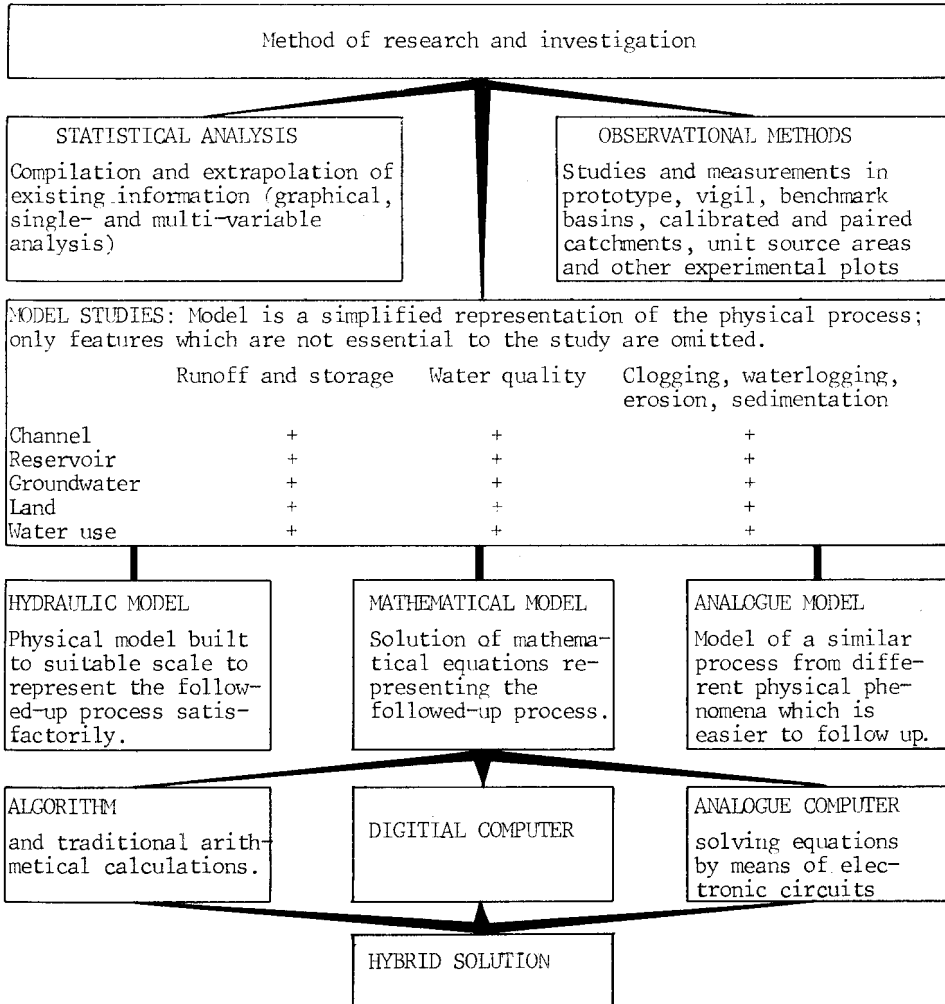 Method of research and investigation
STATISTICAL ANALYSIS
Compilation and extrapolation of
existing information (graphical,
single- and multi-variable
analysis)
OBSERVATIONAL METHODS
Studies and measurements in
prototype, vigil, benchmark
basins, calibrated and paired
catchments, unit source areas
and other experimental plots
MODEL STUDIES: Model is a simplified representation of the physical process;
only features which are not essential to the study are omitted.
Runoff and storage Water quality Clogging, waterlogging,
erosion, sedimentation
Channel + + +
Reservoir + + +
Groundwater + + +
Land + + +
Water use + + +
HYDRAULIC MODEL
Physical model built
to suitable scale to
represent the follow-
ed-up process satis-
factorily.
MATHEMATICAL MODEL
Solution of mathema-
tical equations re-
presenting the
followed-up process.
ANALOGUE MODEL
Model of a similar
process from diffe-
rent physical phe-
nomena which is
easier to follow up.
ALGORITHM
and traditional arith-
metical calculations.
DIGITIAL COMPUTER
ANALOGUE COMPUTER
solving equations
by means of elec-
tronic circuits
HYBRID SOLUTION